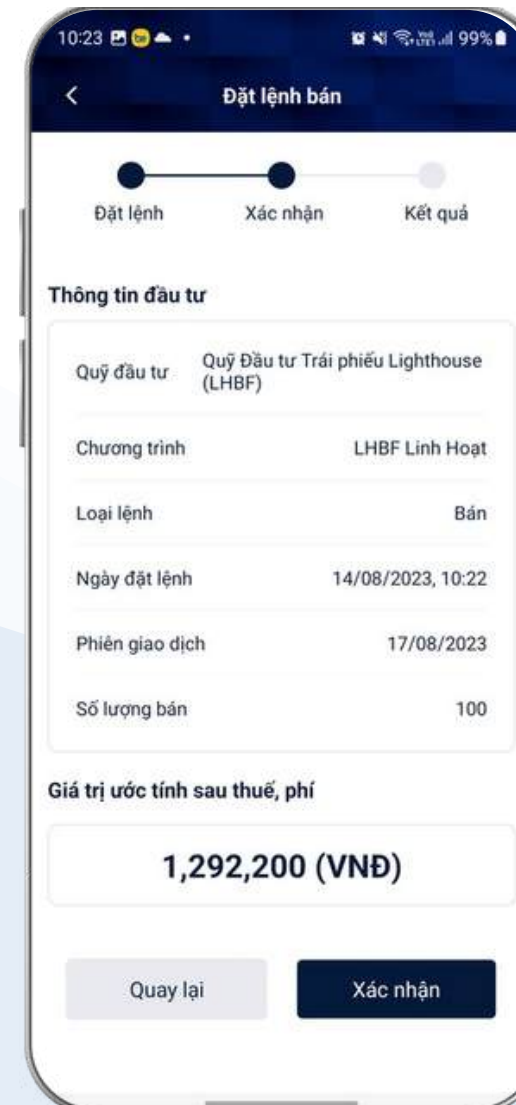 10:23 be 99%
Đặt lệnh bán
Đặt lệnh Xác nhận Kết quả
Thông tin đầu tư
Quỹ đầu tư Quỹ Đầu tư Trái phiếu Lighthouse
(LHBF)
Chương trình LHBF Linh Hoạt
Loại lệnh Bán
Ngày đặt lệnh 14/08/2023, 10:22
Phiên giao dịch 17/08/2023
Số lượng bán 100
Giá trị ước tính sau thuế, phí
1,292,200 (VNĐ)
Quay lại Xác nhận